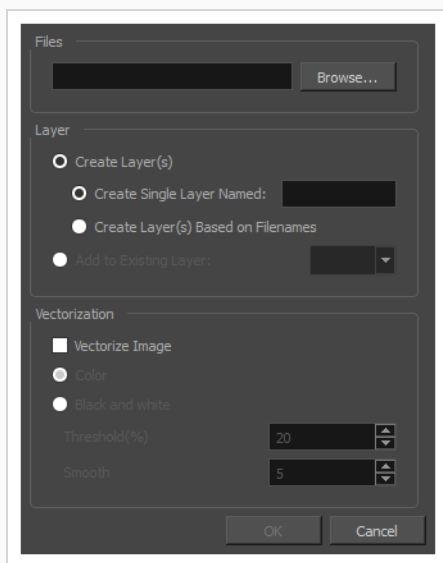 Files
Browse...
Layer
Create Layer(s)
Create Single Layer Named:
Create Layer(s) Based on Filenames
Add to Existing Layer:
Vectorization
Vectorize Image
Color
Black and white
Threshold(%) 20
Smooth 5
OK Cancel